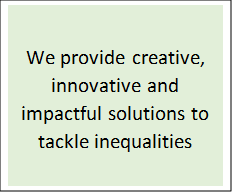 We provide creative,
innovative and
impactful solutions to
tackle inequalities